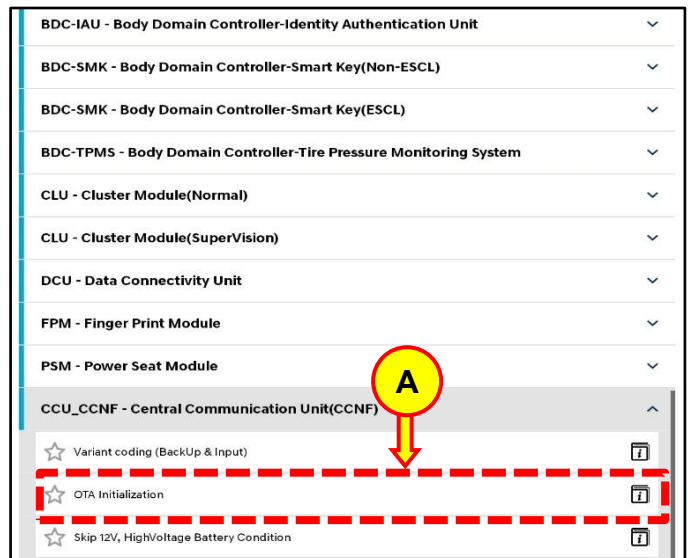 BDC-IAU - Body Domain Controller-Identity Authentication Unit
BDC-SMK - Body Domain Controller-Smart Key(Non-ESCL)
BDC-SMK - Body Domain Controller-Smart Key(ESCL)
BDC-TPMS - Body Domain Controller-Tire Pressure Monitoring System
CLU - Cluster Module(Normal)
CLU - Cluster Module(SuperVision)
DCU - Data Connectivity Unit
FPM - Finger Print Module
PSM - Power Seat Module
A
CCU_CCNF - Central Communication Unit(CCNF)
Variant coding (BackUp & Input)
OTA Initialization
Skip 12V, HighVoltage Battery Condition